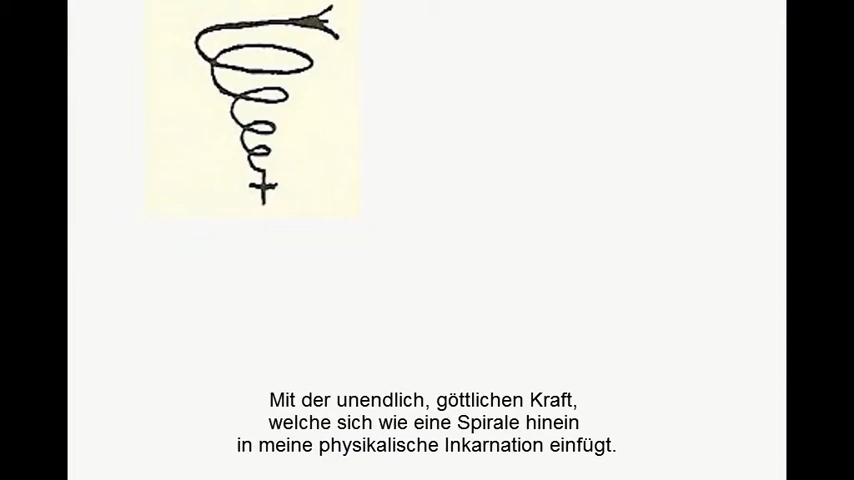 Mit der unendlich, göttlichen Kraft,
welche sich wie eine Spirale hinein
in meine physikalische Inkarnation einfügt.